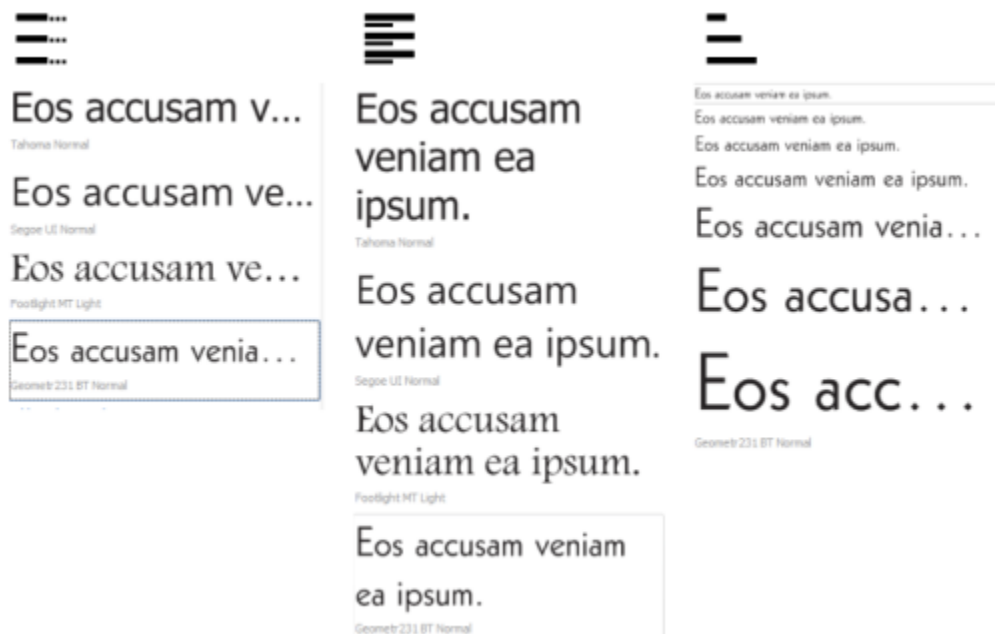 Eos accusam v...
Tahoma Normal
Eos accusam ve...
Segoe UI Normal
Eos accusam ve...
Footlight MT Light
Eos accusam venia...
Geometr231 BT Normal
Eos accusam
veniam ea
ipsum.
Tahoma Normal
Eos accusam
veniam ea ipsum.
Segoe UI Normal
Eos accusam
veniam ea ipsum.
Footlight MT Light
Eos accusam veniam
ea ipsum.
Geometr231 BT Normal
Eos accusam veniam ea ipsum.
Eos accusam veniam ea ipsum.
Eos accusam veniam ea ipsum.
Eos accusam veniam ea ipsum.
Eos accusam venia...
Eos accusa...
Eos acc...
Geometr231 BT Normal